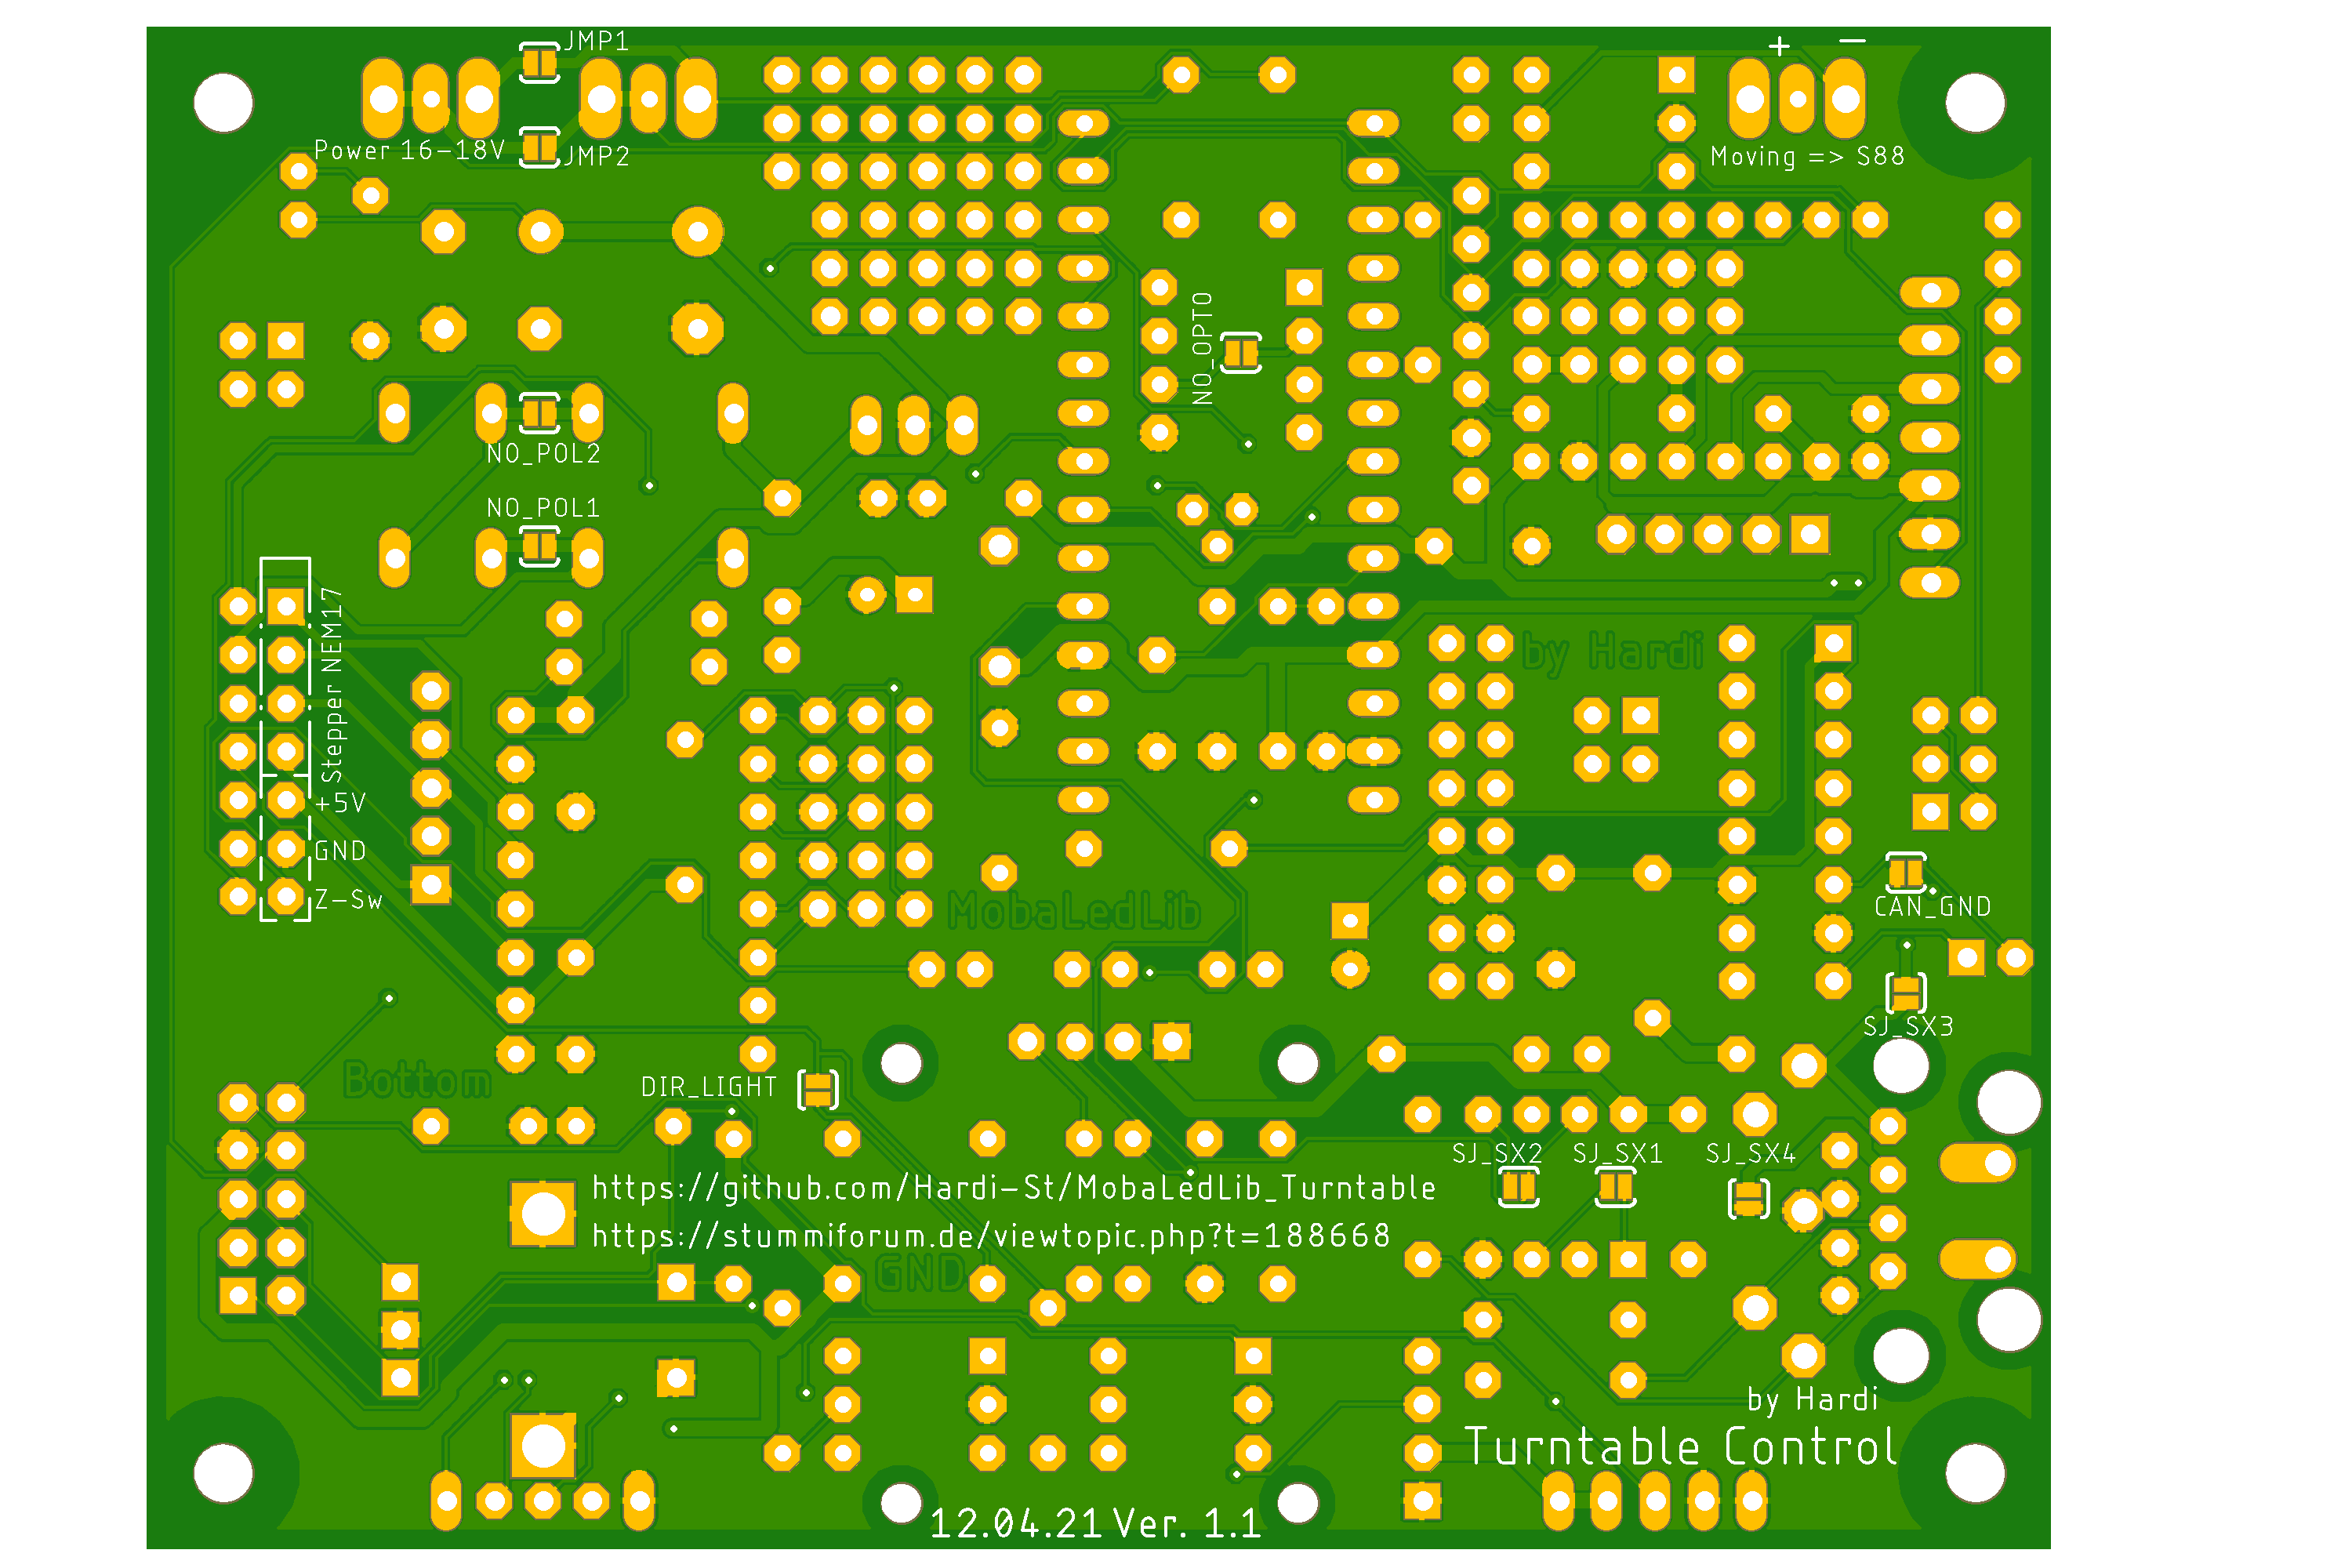 JMP1
+ −
Power 16-18V
JMP2
Moving => S88
NO_OPTO
NO_POL2
NO_POL1
Stepper NEM17
by Hardi
+5V
GND
Z-Sw
MobaLedLib
CAN_GND
SJ_SX3
Bottom
DIR_LIGHT
SJ_SX2 SJ_SX1 SJ_SX4
https://github.com/Hardi-St/MobaLedLib_Turntable
https://stummiforum.de/viewtopic.php?t=188668
GND
by Hardi
Turntable Control
12.04.21 Ver. 1.1